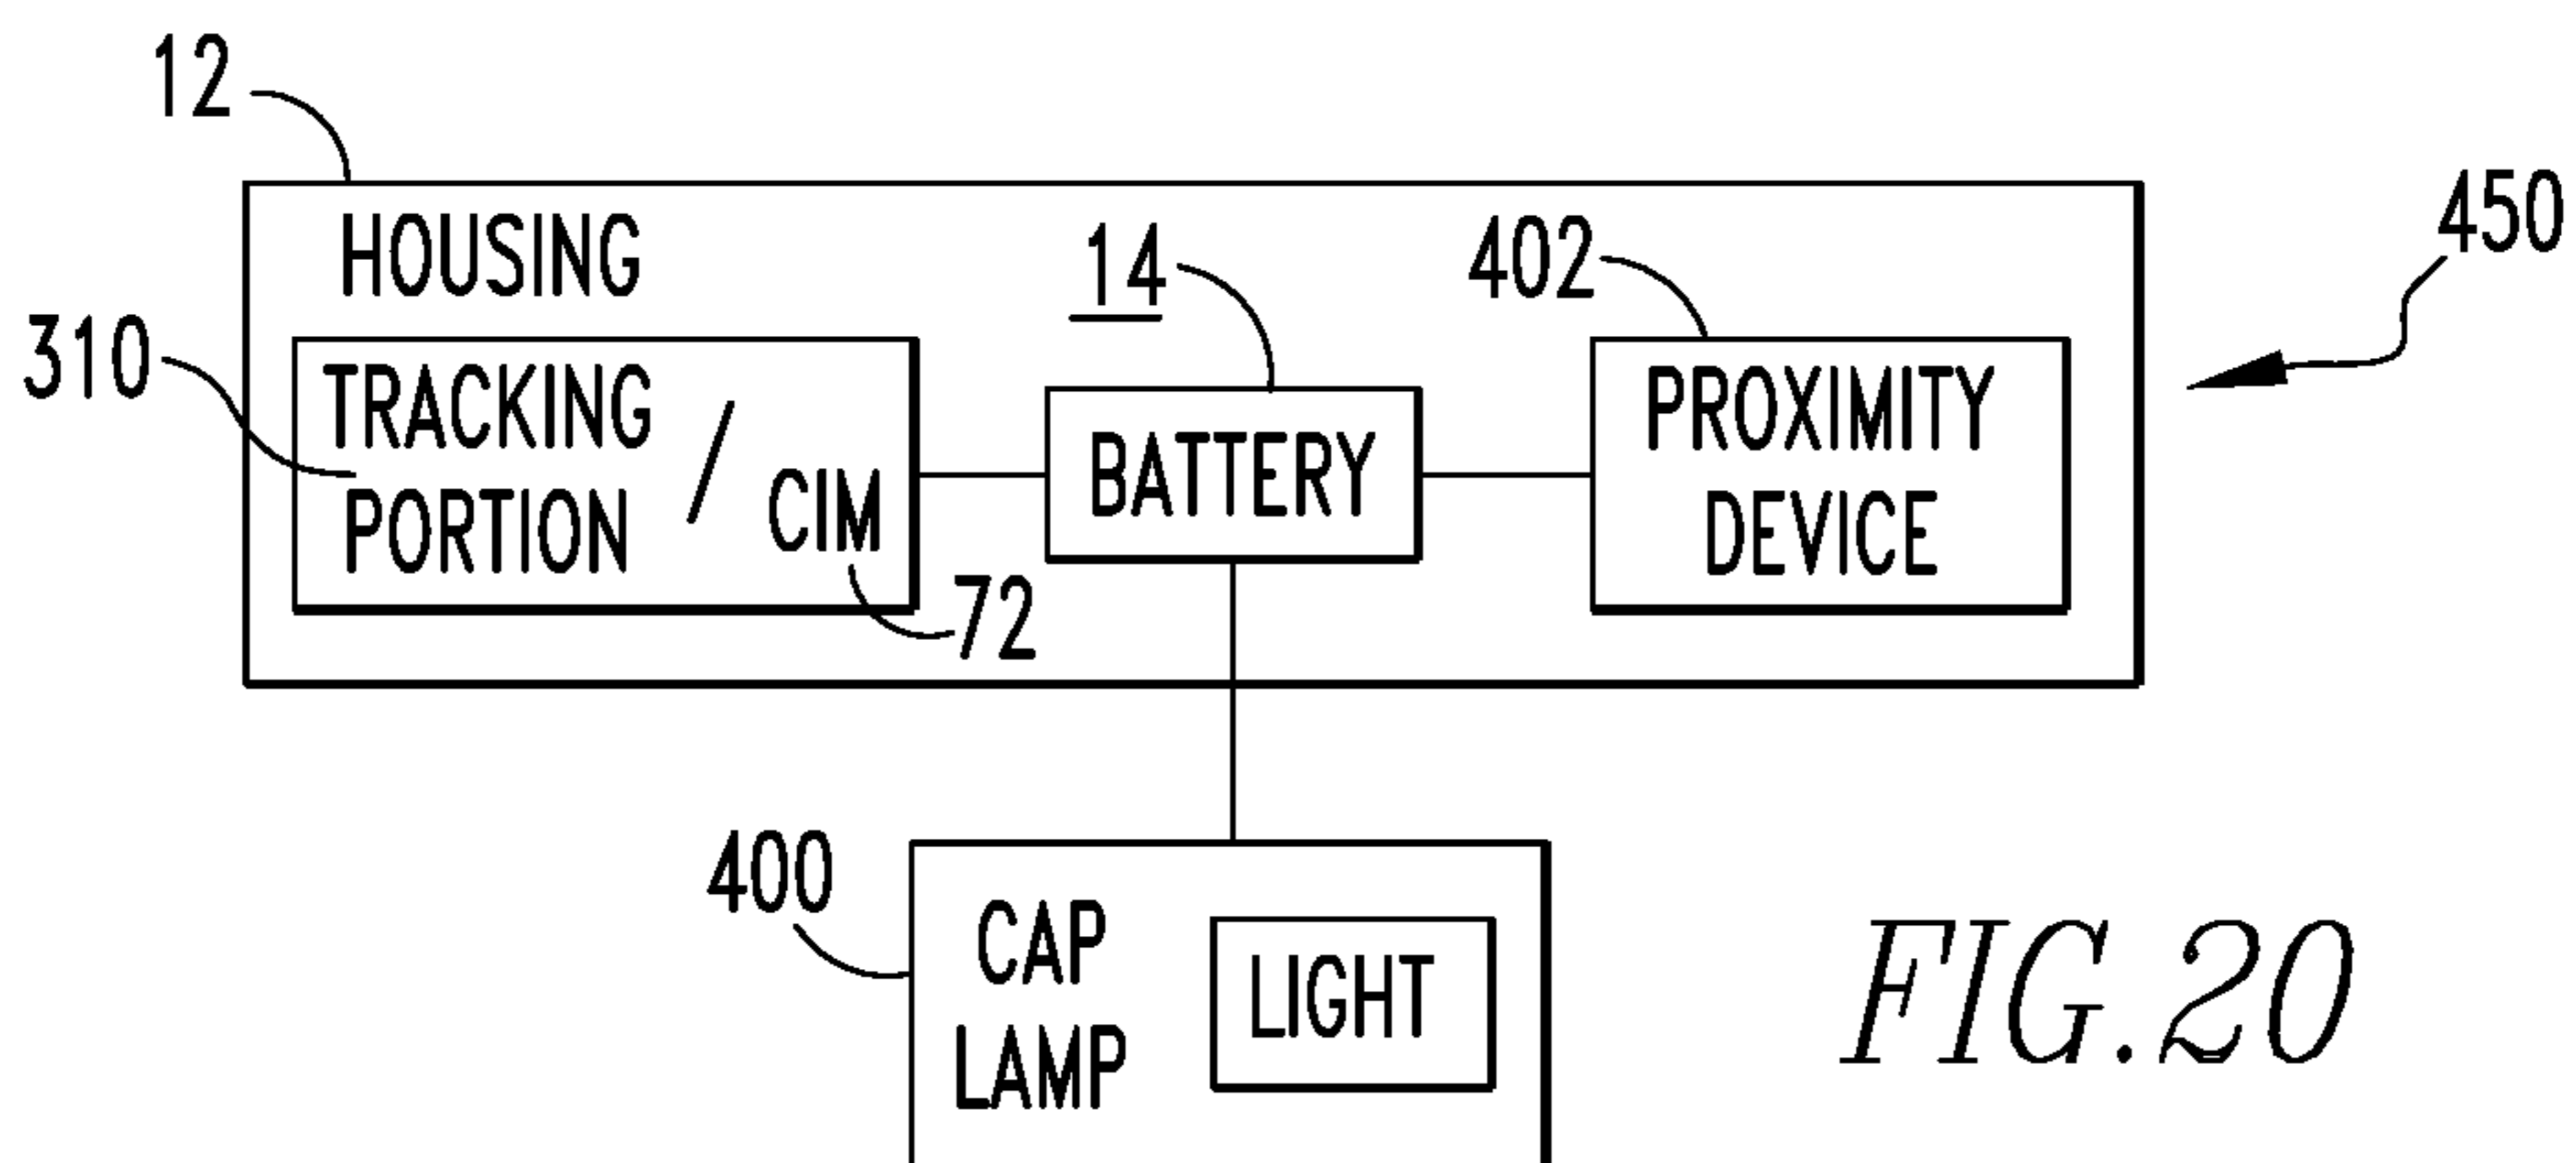 12
HOUSING
14
402
450
310
TRACKING
PORTION
/
CIM
BATTERY
PROXIMITY
DEVICE
72
400
CAP
LAMP
LIGHT
FIG.20